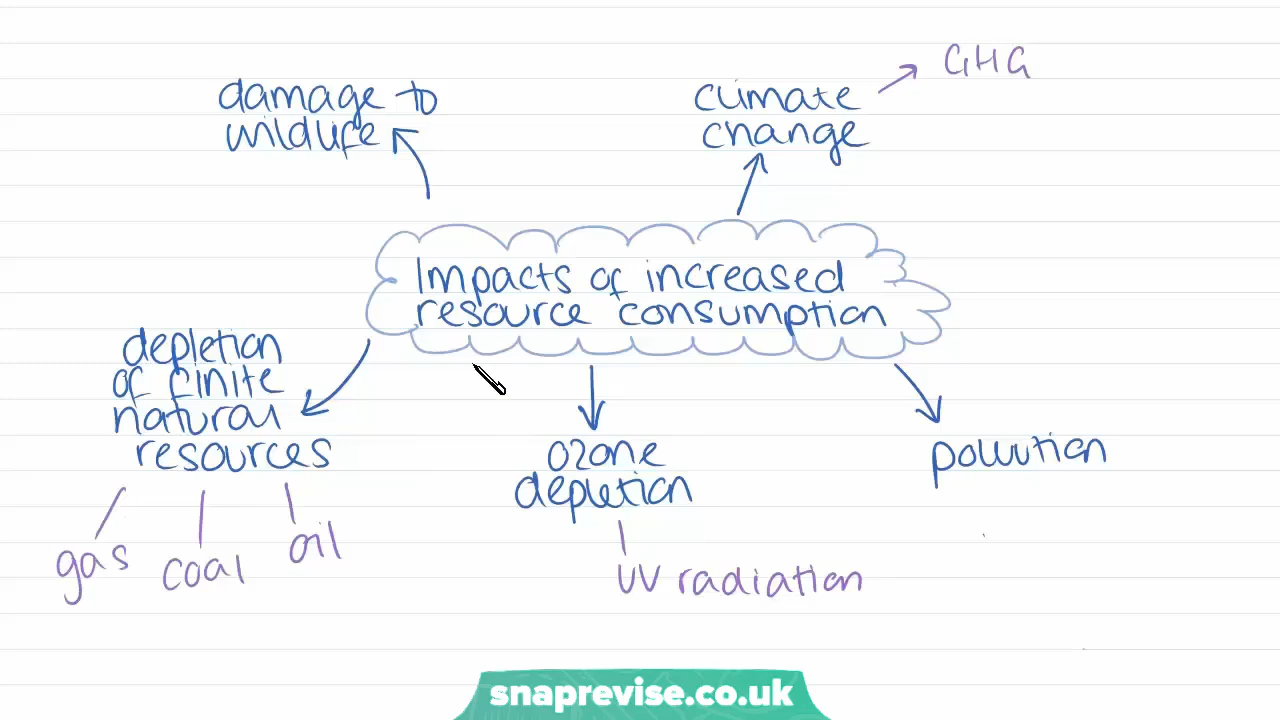 GHG
damage to
wildlife
climate
change
Impacts of increased
resource consumption
depletion
of finite
natural
resources
ozone
depletion
pollution
gas
coal
oil
UV radiation
snaprevise.co.uk